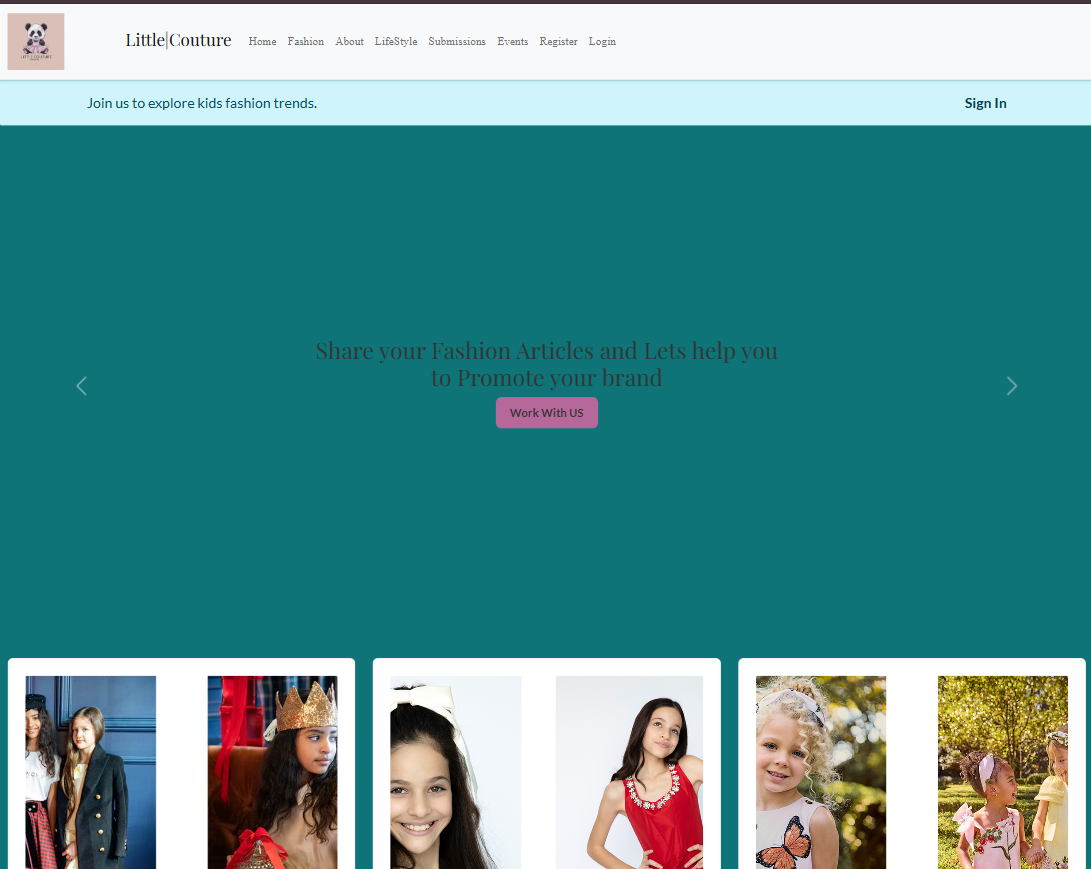 Little|Couture
Home Fashion About LifeStyle Submissions Events Register Login
Join us to explore kids fashion trends.
Sign In
Share your Fashion Articles and Lets help you
to Promote your brand
Work With US